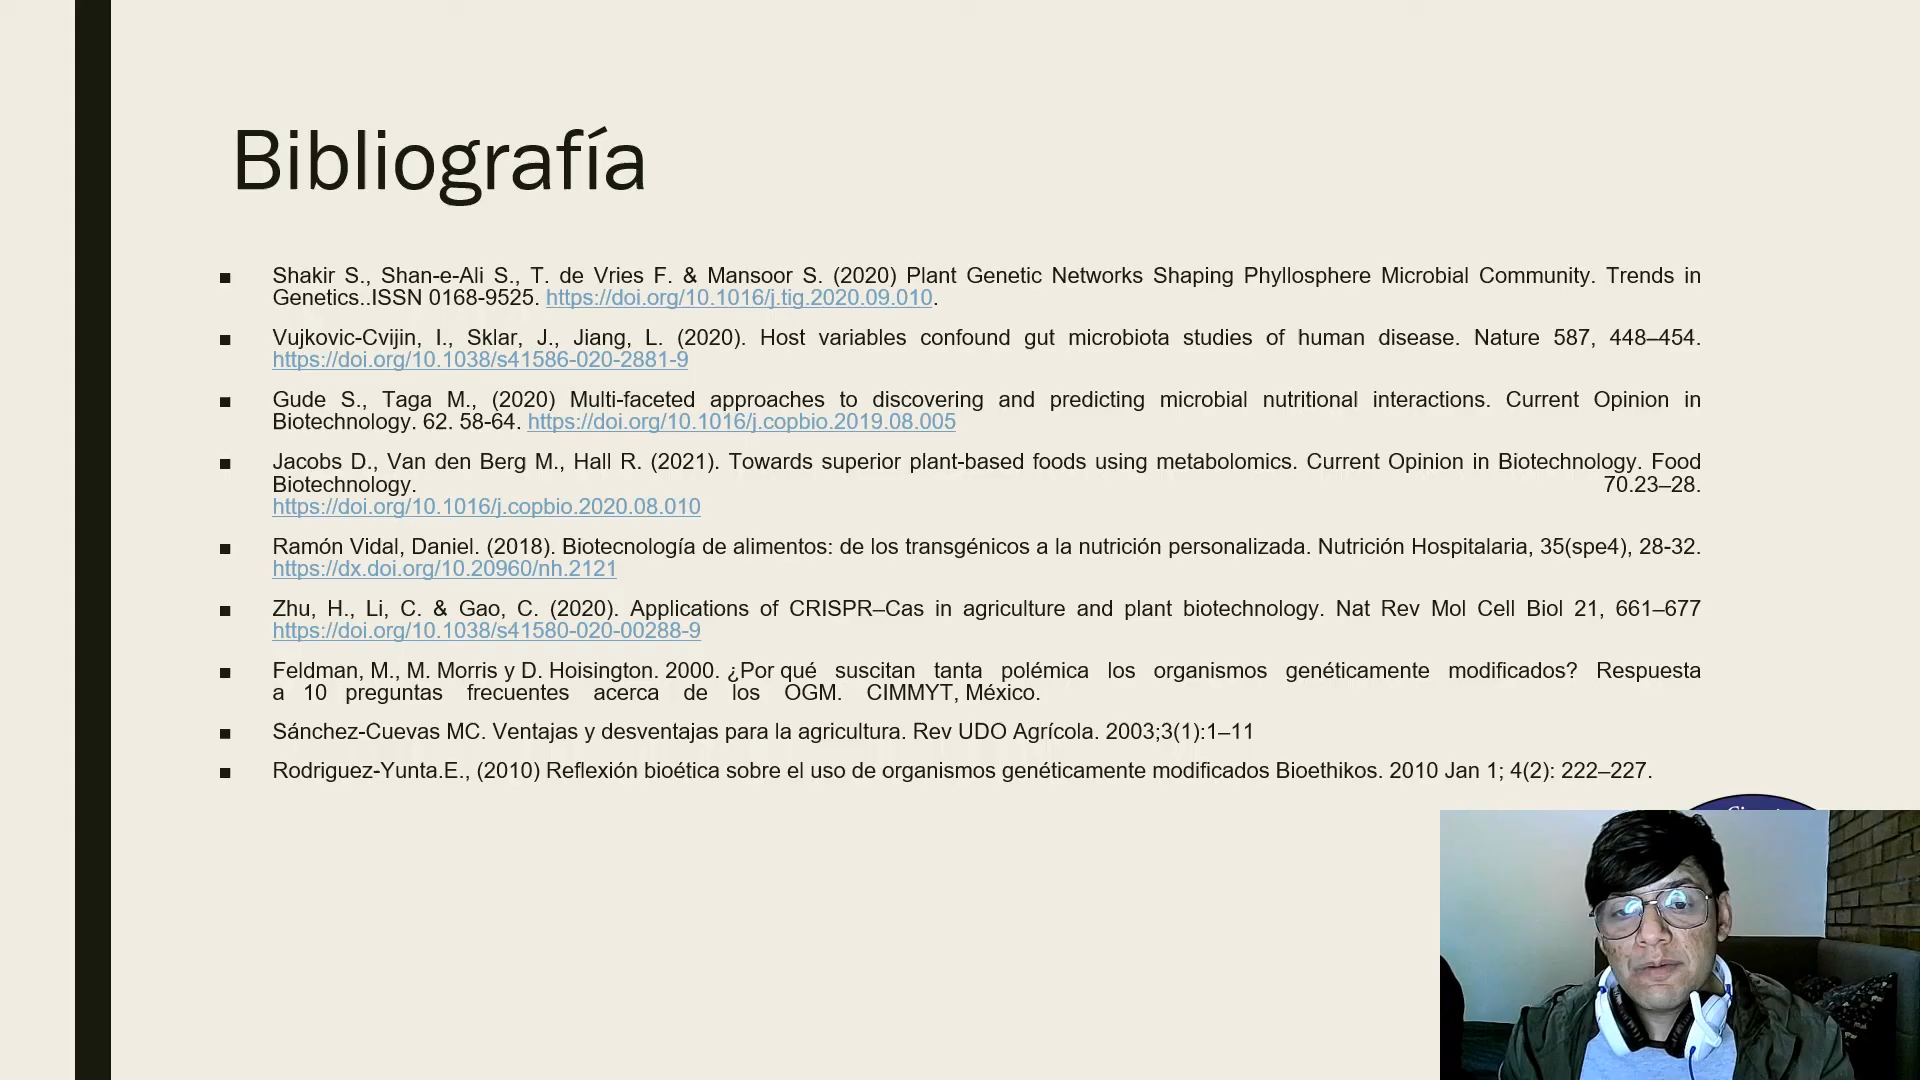 Bibliografía
Shakir S., Shan-e-Ali S., T. de Vries F. & Mansoor S. (2020) Plant Genetic Networks Shaping Phyllosphere Microbial Community. Trends in
Genetics..ISSN 0168-9525. https://doi.org/10.1016/j.tig.2020.09.010.
Vujkovic-Cvijin, I., Sklar, J., Jiang, L. (2020). Host variables confound gut microbiota studies of human disease. Nature 587, 448–454.
https://doi.org/10.1038/s41586-020-2881-9
Gude S., Taga M., (2020) Multi-faceted approaches to discovering and predicting microbial nutritional interactions. Current Opinion in
Biotechnology. 62. 58-64. https://doi.org/10.1016/j.copbio.2019.08.005
Jacobs D., Van den Berg M., Hall R. (2021). Towards superior plant-based foods using metabolomics. Current Opinion in Biotechnology. Food
Biotechnology. 70.23–28.
https://doi.org/10.1016/j.copbio.2020.08.010
Ramón Vidal, Daniel. (2018). Biotecnología de alimentos: de los transgénicos a la nutrición personalizada. Nutrición Hospitalaria, 35(spe4), 28-32.
https://dx.doi.org/10.20960/nh.2121
Zhu, H., Li, C. & Gao, C. (2020). Applications of CRISPR–Cas in agriculture and plant biotechnology. Nat Rev Mol Cell Biol 21, 661–677
https://doi.org/10.1038/s41580-020-00288-9
Feldman, M., M. Morris y D. Hoisington. 2000. ¿Por qué suscitan tanta polémica los organismos genéticamente modificados? Respuesta
a 10 preguntas frecuentes acerca de los OGM. CIMMYT, México.
Sánchez-Cuevas MC. Ventajas y desventajas para la agricultura. Rev UDO Agrícola. 2003;3(1):1–11
Rodriguez-Yunta.E., (2010) Reflexión bioética sobre el uso de organismos genéticamente modificados Bioethikos. 2010 Jan 1; 4(2): 222–227.